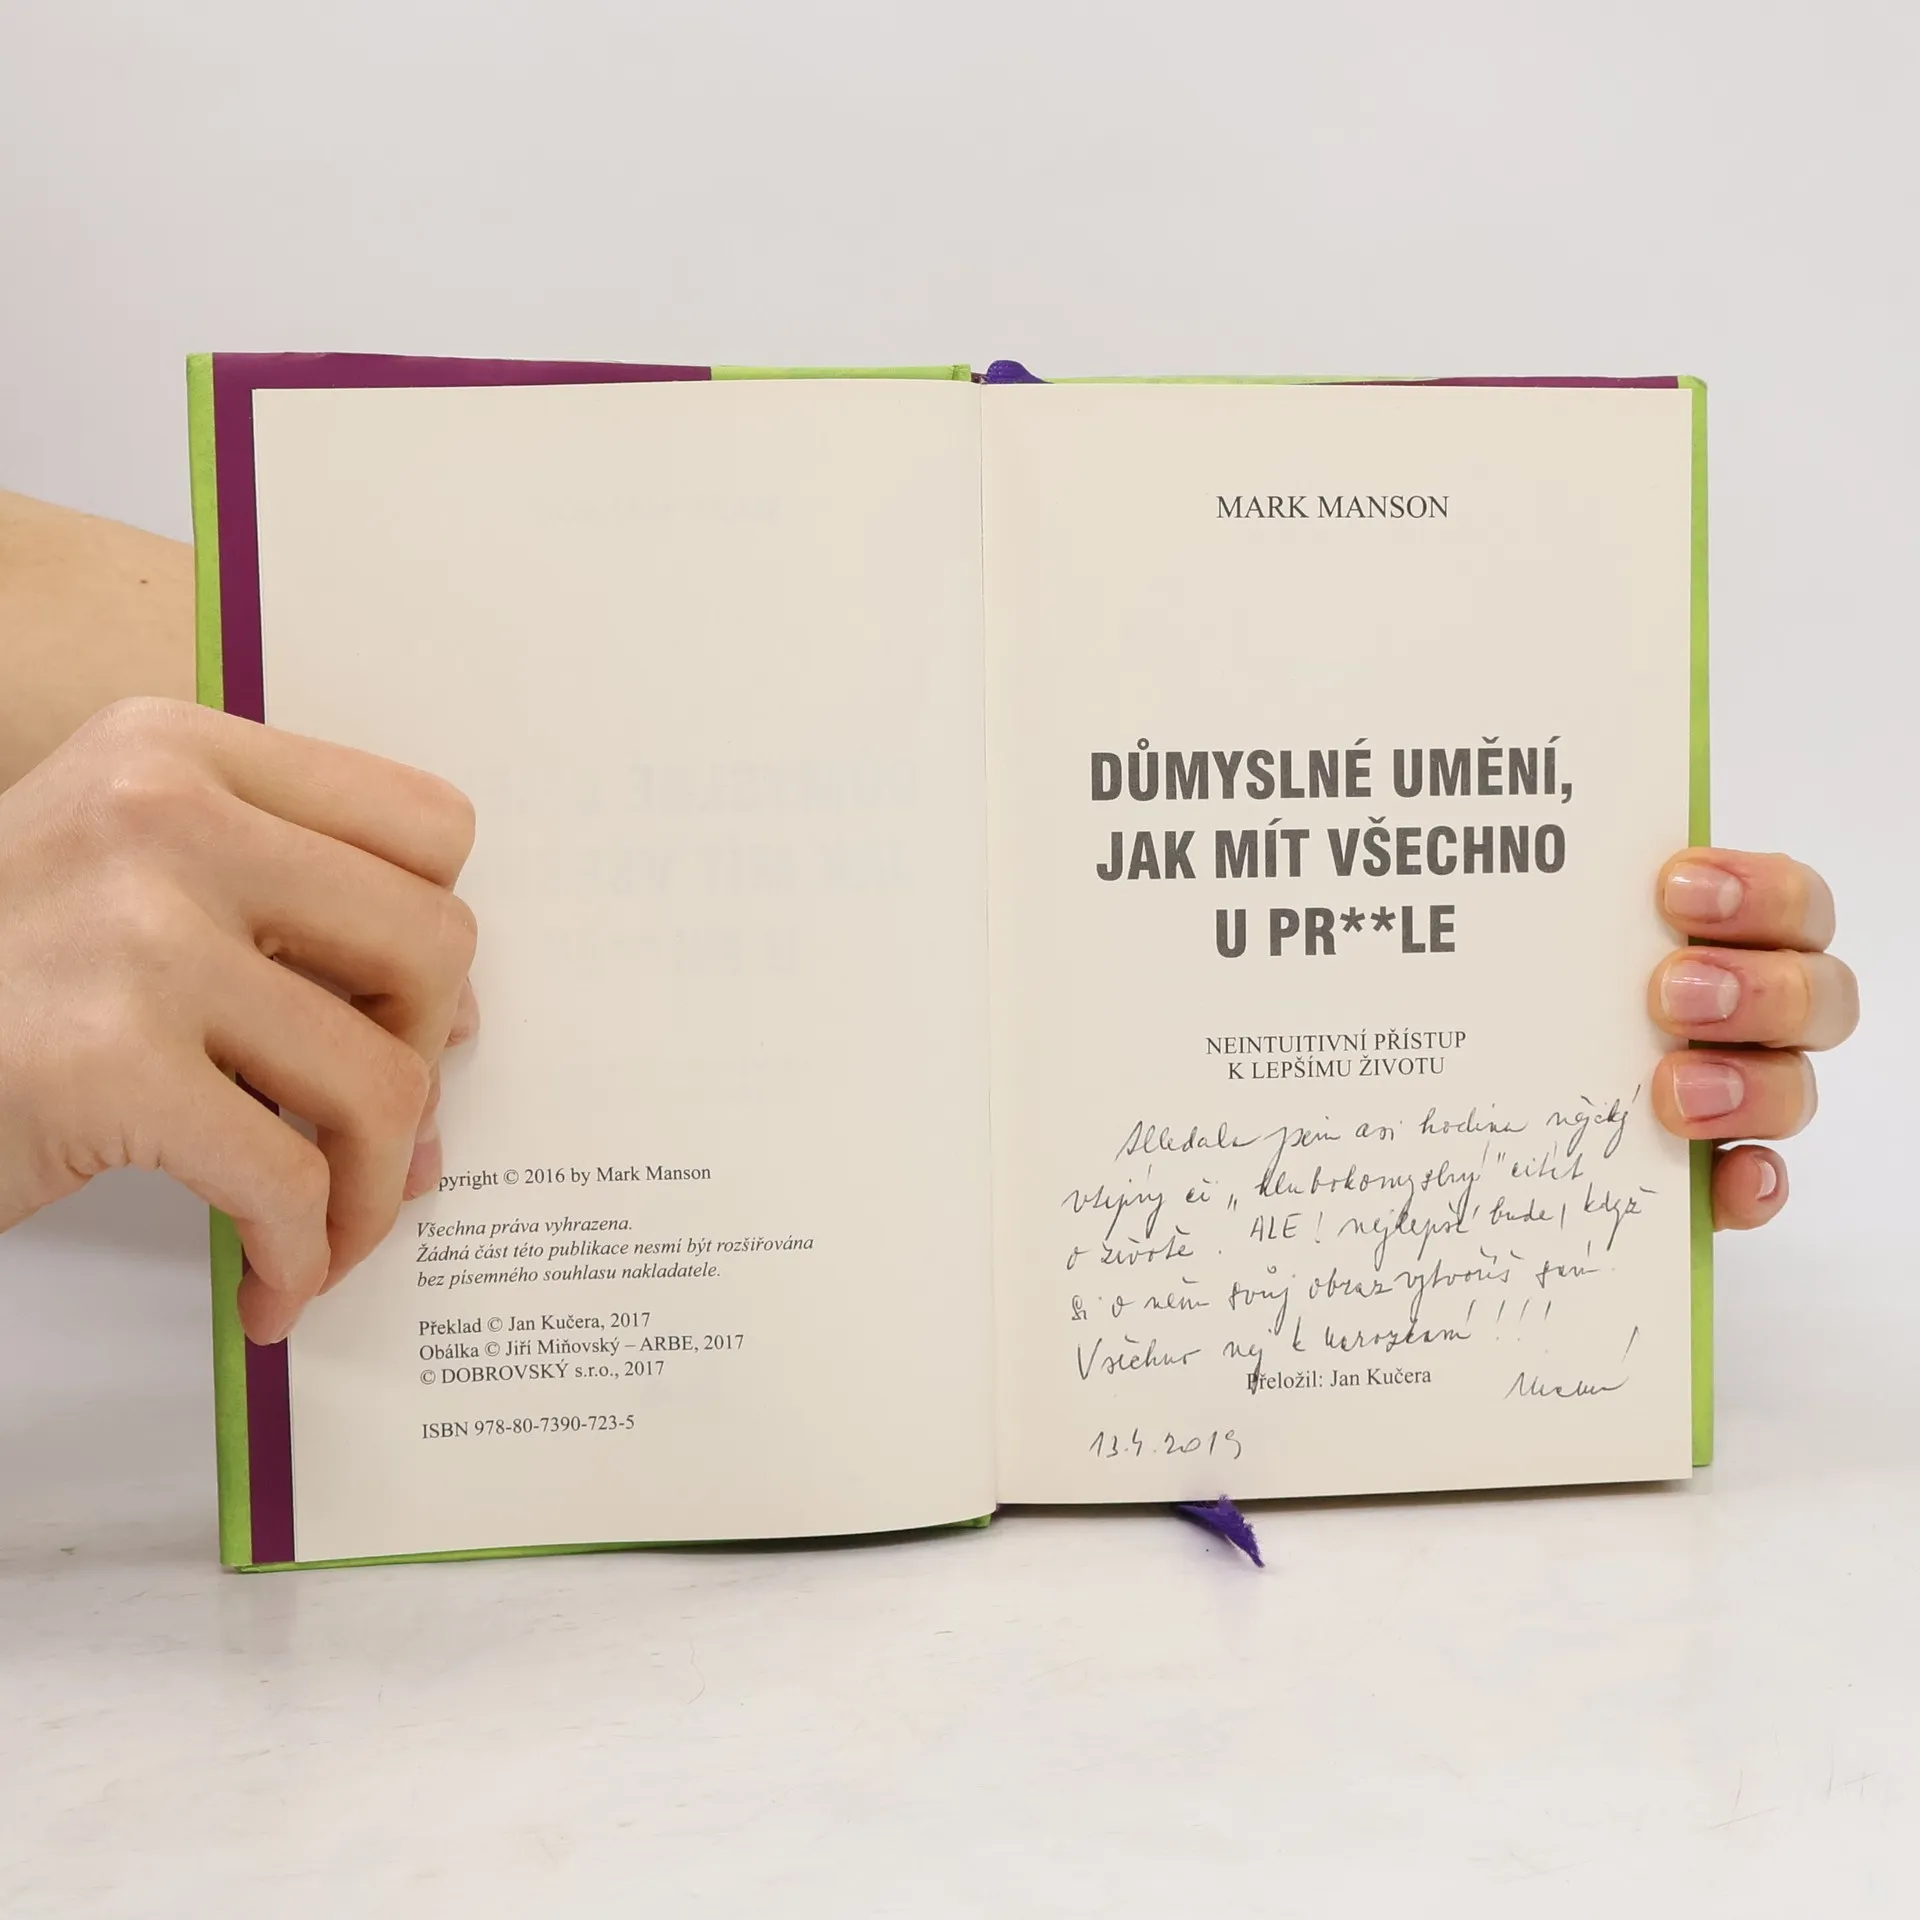 pyright © 2016 by Mark Manson
Všechna práva vyhrazena.
Žádná část této publikace nesmí být rozšiřována
bez písemného souhlasu nakladatele.
Překlad © Jan Kučera, 2017
Obálka © Jiří Miňovský – ARBE, 2017
© DOBROVSKÝ s.r.o., 2017
ISBN 978-80-7390-723-5
MARK MANSON
DŮMYSLNÉ UMĚNÍ,
JAK MÍT VŠECHNO
U PR**LE
NEINTUITIVNÍ PŘÍSTUP
K LEPŠÍMU ŽIVOTU
Hledala jsem asi hodinu nějaký
vtipný či "hlubokomyslný" citát
o životě. ALE! nejlepší bude, když
si o něm svůj obraz vytvoříš sám.
Všechno nej k narozkám!!!
Přeložil: Jan Kučera
13.4.2019